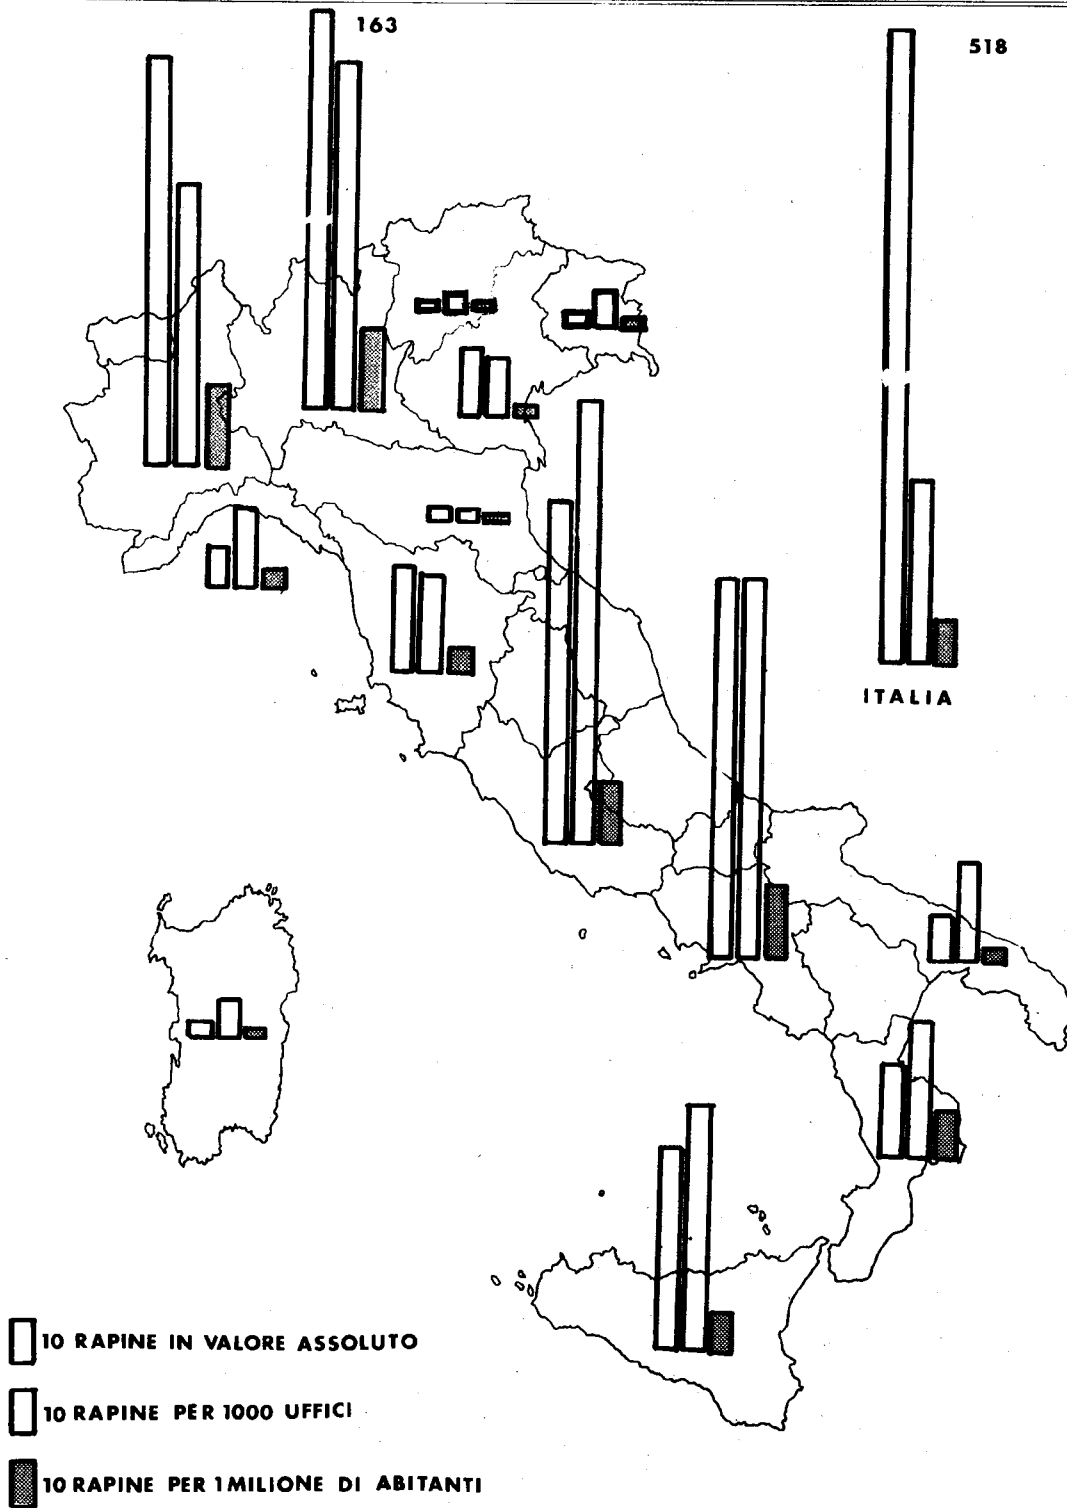 163
518
ITALIA
10 RAPINE IN VALORE ASSOLUTO
10 RAPINE PER 1000 UFFICI
10 RAPINE PER 1 MILIONE DI ABITANTI